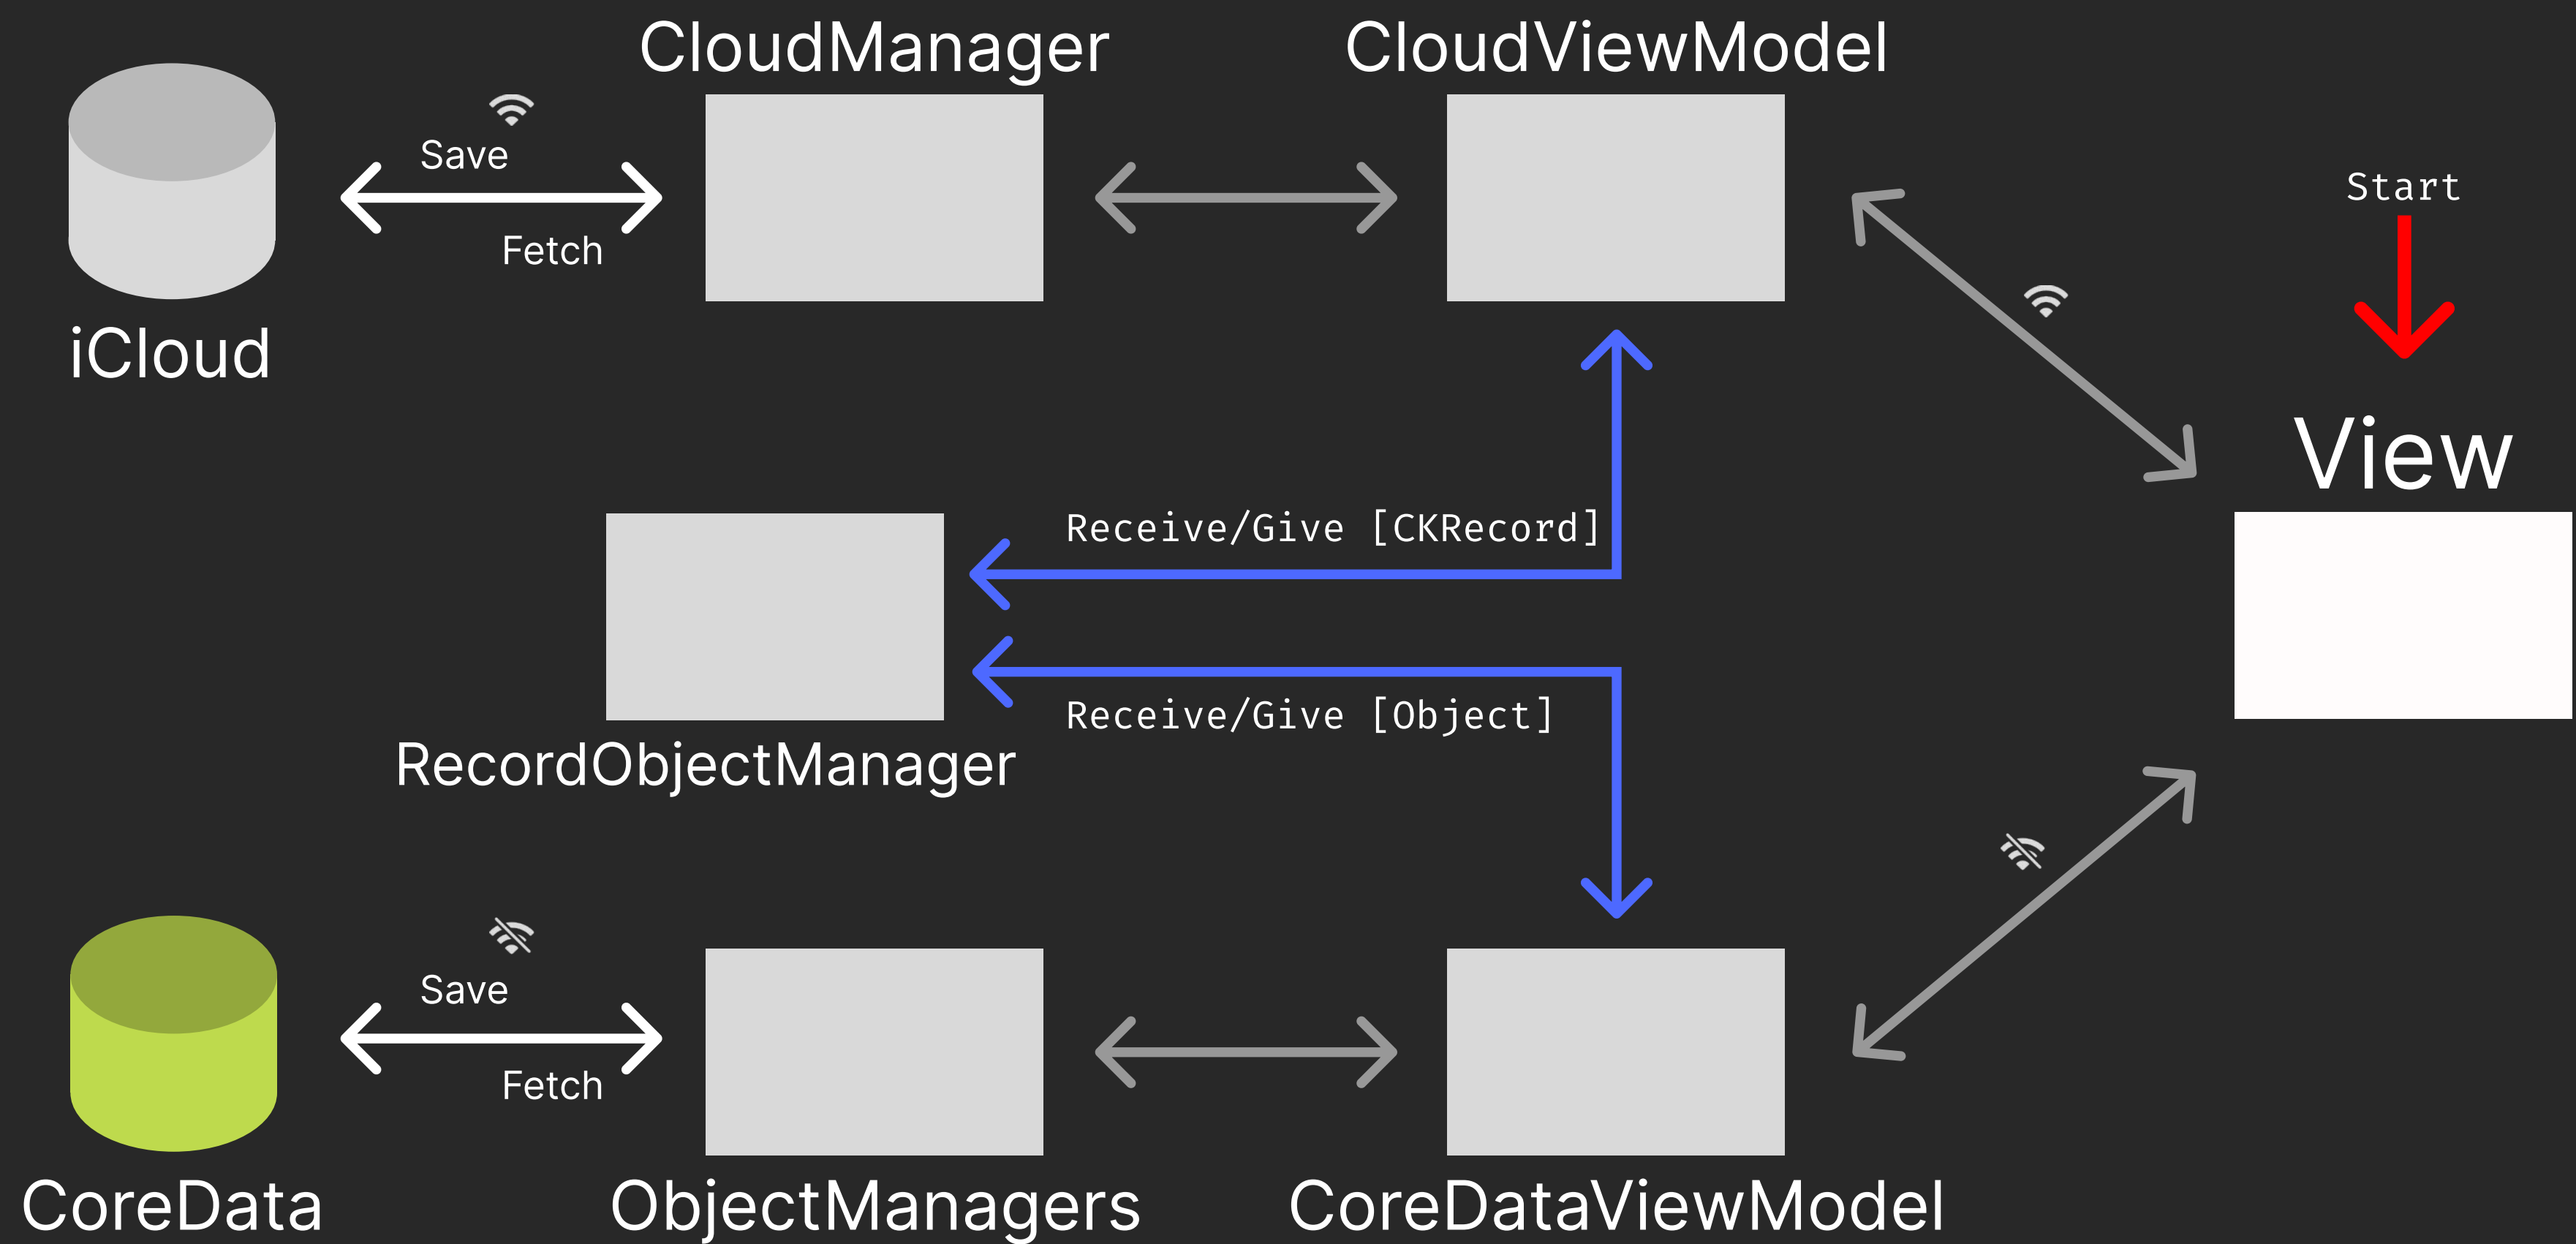 CloudManager
CloudViewModel
Save
Fetch
iCloud
Start
View
Receive/Give [CKRecord]
Receive/Give [Object]
RecordObjectManager
Save
Fetch
CoreData
ObjectManagers
CoreDataViewModel